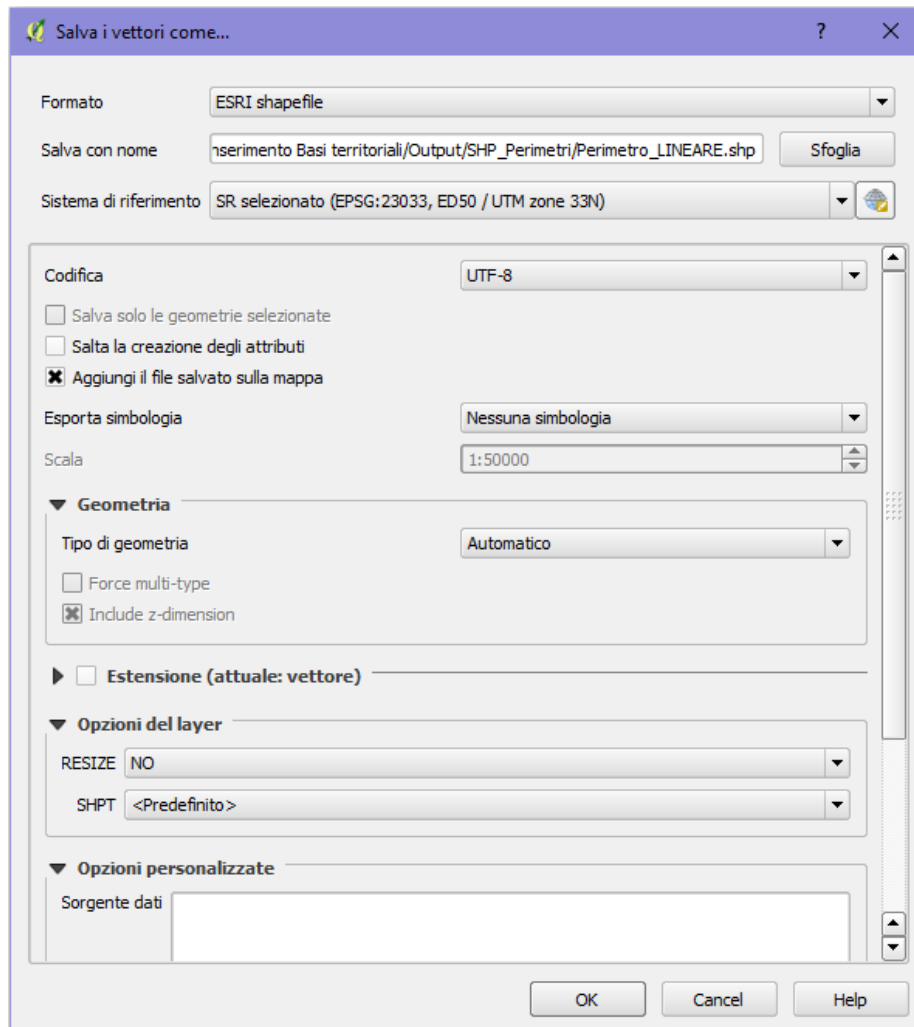 Salva i vettori come...
?
Formato ESRI shapefile
Salva con nome nserimento Basi territoriali/Output/SHP_Perimetri/Perimetro_LINEARE.shp Sfoglia
Sistema di riferimento SR selezionato (EPSG:23033, ED50 / UTM zone 33N)
Codifica UTF-8
Salva solo le geometrie selezionate
Salta la creazione degli attributi
Aggiungi il file salvato sulla mappa
Esporta simbologia Nessuna simbologia
Scala 1:50000
Geometria
Tipo di geometria Automatico
Force multi-type
Include z-dimension
Estensione (attuale: vettore)
Opzioni del layer
RESIZE NO
SHPT <Predefinito>
Opzioni personalizzate
Sorgente dati
OK Cancel Help